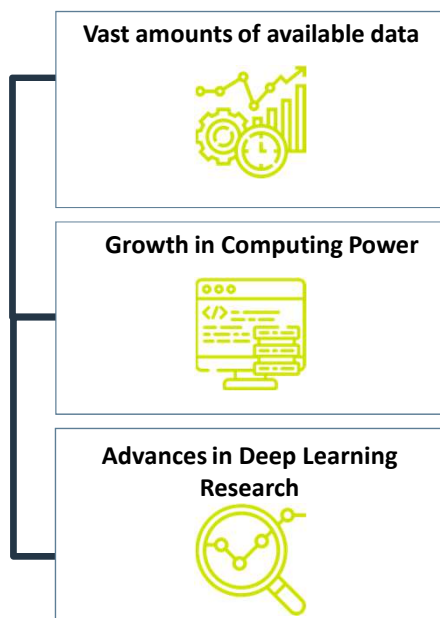 Vast amounts of available data
Growth in Computing Power
</>
Advances in Deep Learning
Research